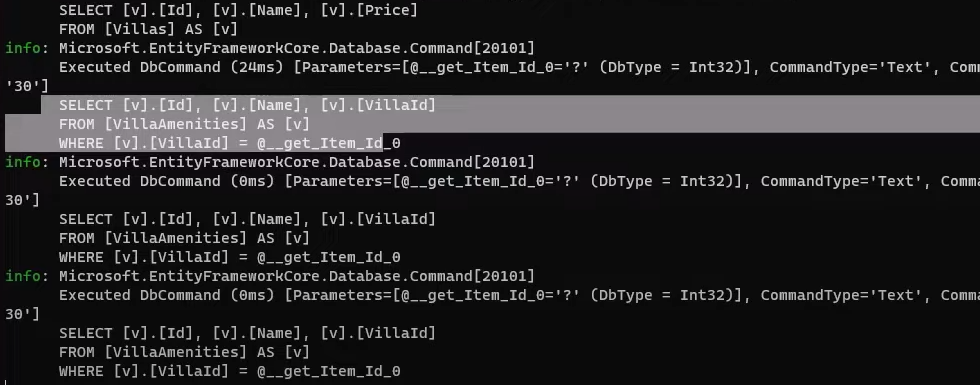 SELECT [v].[Id], [v].[Name], [v].[Price]
FROM [Villas] AS [v]
info: Microsoft.EntityFrameworkCore.Database.Command[20101]
Executed DbCommand (24ms) [Parameters=[@__get_Item_Id_0='?' (DbType = Int32)], CommandType='Text', Com
'30']
SELECT [v].[Id], [v].[Name], [v].[VillaId]
FROM [VillaAmenities] AS [v]
WHERE [v].[VillaId] = @__get_Item_Id_0
info: Microsoft.EntityFrameworkCore.Database.Command[20101]
Executed DbCommand (0ms) [Parameters=[@__get_Item_Id_0='?' (DbType = Int32)], CommandType='Text', Comma
30']
SELECT [v].[Id], [v].[Name], [v].[VillaId]
FROM [VillaAmenities] AS [v]
WHERE [v].[VillaId] = @__get_Item_Id_0
info: Microsoft.EntityFrameworkCore.Database.Command[20101]
Executed DbCommand (0ms) [Parameters=[@__get_Item_Id_0='?' (DbType = Int32)], CommandType='Text', Comma
30']
SELECT [v].[Id], [v].[Name], [v].[VillaId]
FROM [VillaAmenities] AS [v]
WHERE [v].[VillaId] = @__get_Item_Id_0